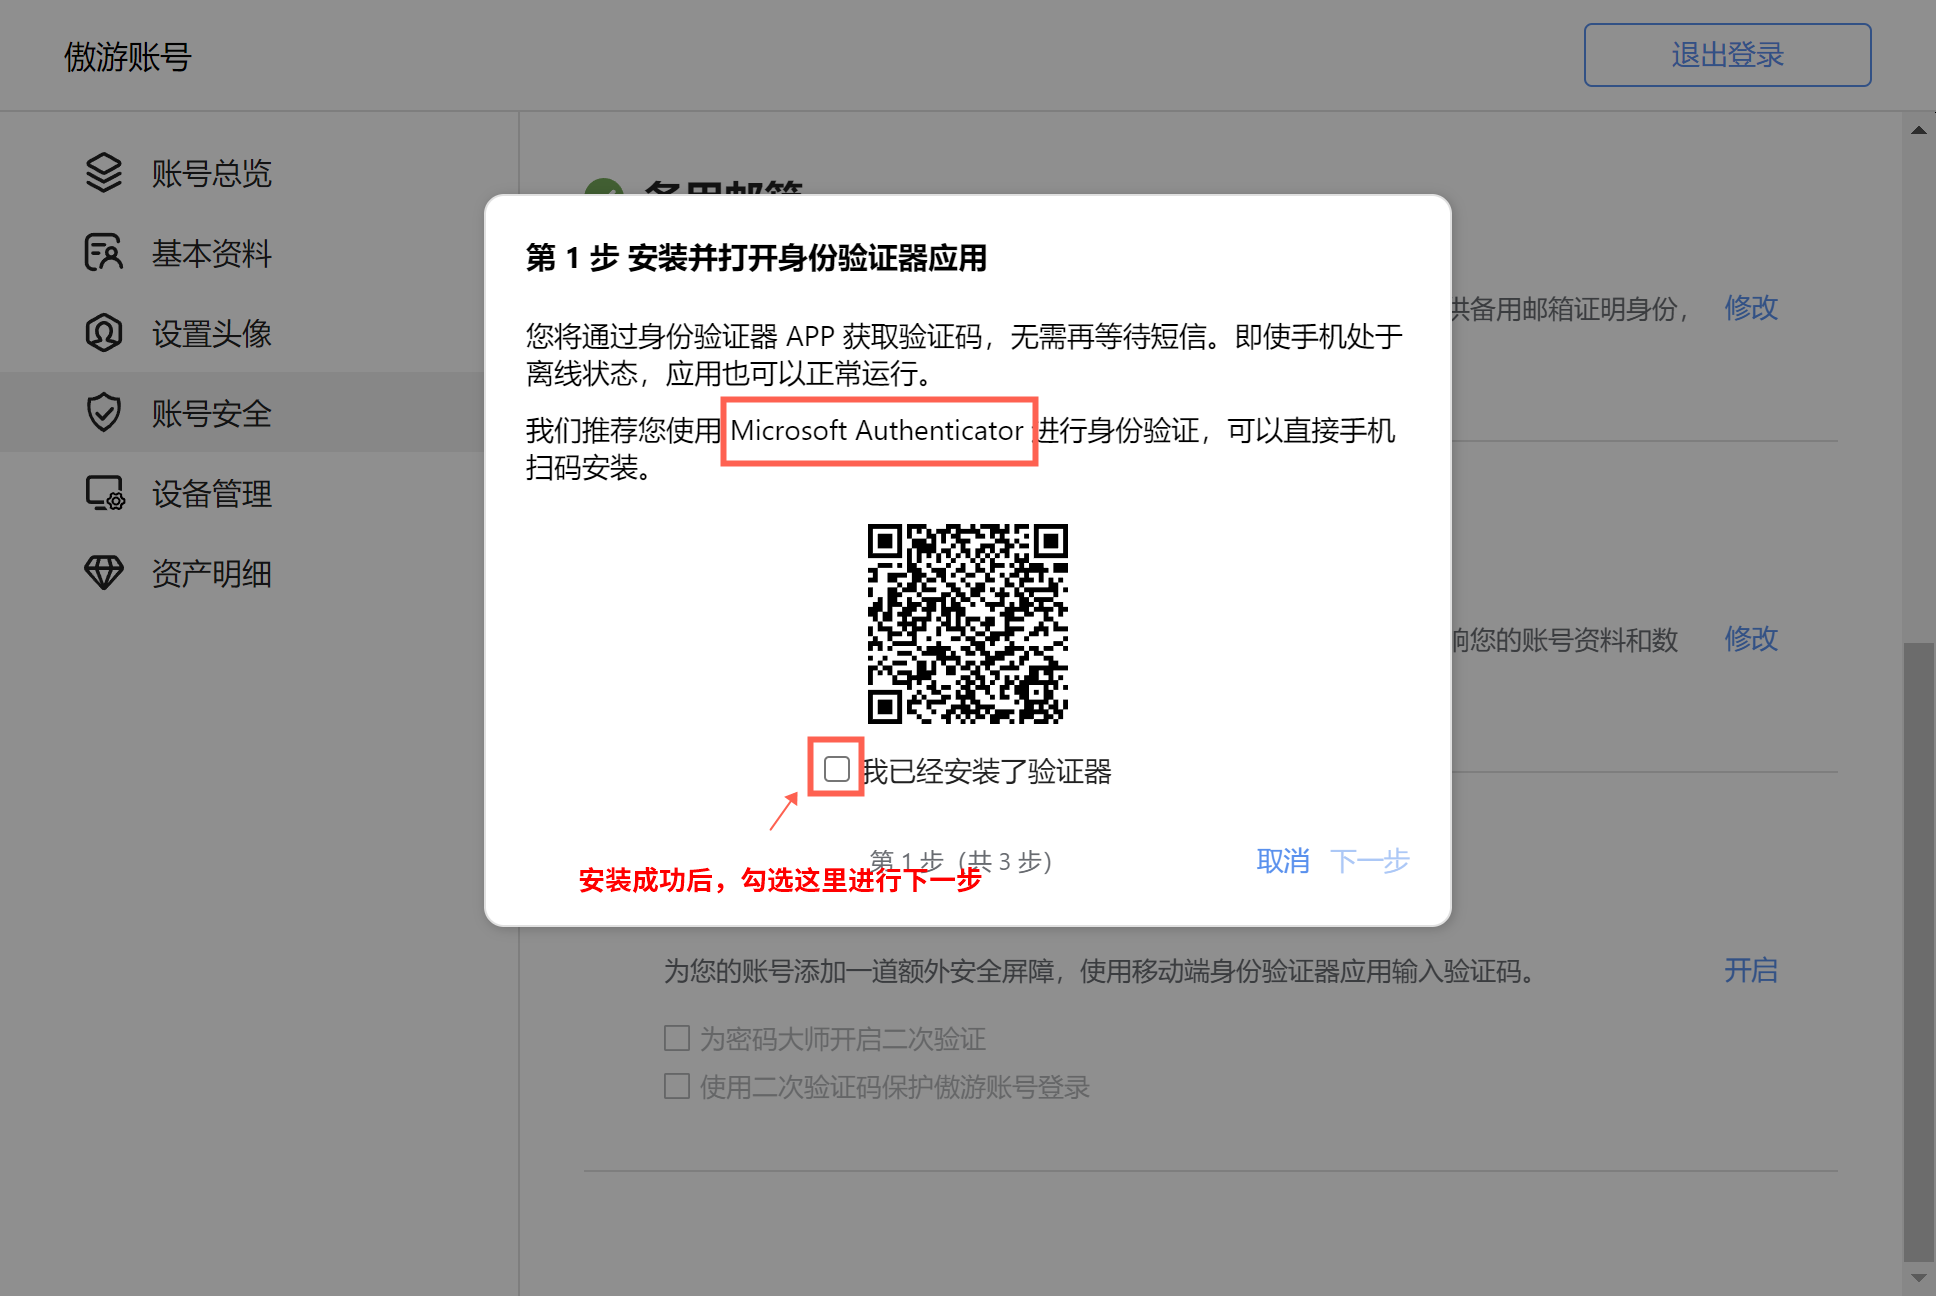 傲游账号
退出登录
账号总览
基本资料
设置头像
账号安全
设备管理
资产明细
备用邮箱
供备用邮箱证明身份，
修改
第 1 步 安装并打开身份验证器应用
您将通过身份验证器 APP 获取验证码，无需再等待短信。即使手机处于
离线状态，应用也可以正常运行。
我们推荐您使用 Microsoft Authenticator 进行身份验证，可以直接手机
扫码安装。
响您的账号资料和数
修改
我已经安装了验证器
第 1 步（共 3 步）
取消
下一步
安装成功后，勾选这里进行下一步
为您的账号添加一道额外安全屏障，使用移动端身份验证器应用输入验证码。
开启
为密码大师开启二次验证
使用二次验证码保护傲游账号登录